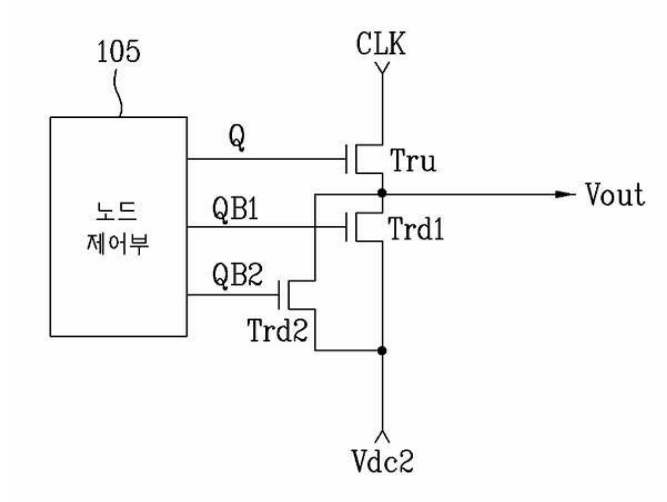 CLK
105
Q
Tru
Vout
노드
제어부
QB1
Trd1
QB2
Trd2
Vdc2